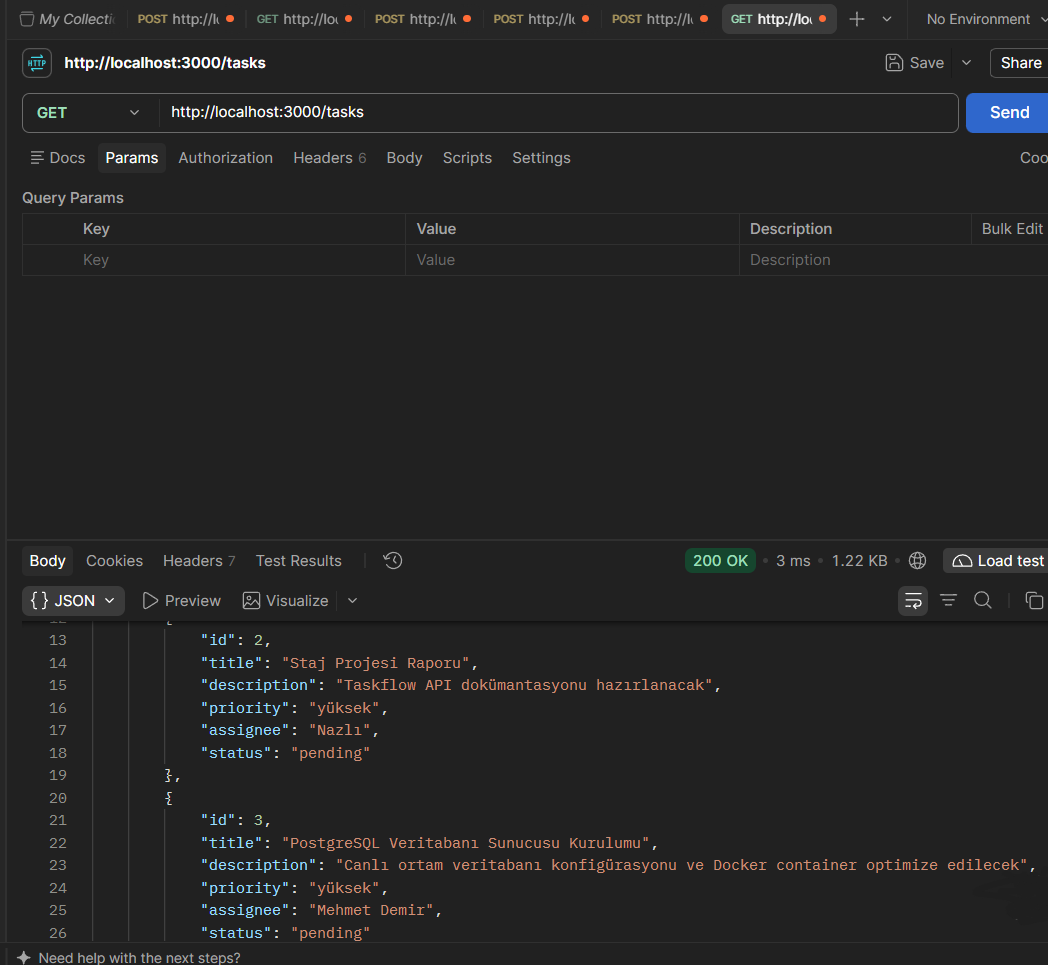 My Collecti
POST http://l
GET http://loc
POST http://l
POST http://l
POST http://l
GET http://loc
No Environment
HTTP
http://localhost:3000/tasks
Save
Share
GET
http://localhost:3000/tasks
Send
Docs
Params
Authorization
Headers 6
Body
Scripts
Settings
Coo
Query Params
Key
Value
Description
Bulk Edit
Key
Value
Description
Body
Cookies
Headers 7
Test Results
200 OK
3 ms
1.22 KB
Load test
{} JSON
Preview
Visualize
13 "id": 2,
14 "title": "Staj Projesi Raporu",
15 "description": "Taskflow API dokümantasyonu hazırlanacak",
16 "priority": "yüksek",
17 "assignee": "Nazlı",
18 "status": "pending"
19 },
20 {
21 "id": 3,
22 "title": "PostgreSQL Veritabanı Sunucusu Kurulumu",
23 "description": "Canlı ortam veritabanı konfigürasyonu ve Docker container optimize edilecek",
24 "priority": "yüksek",
25 "assignee": "Mehmet Demir",
26 "status": "pending"
Need help with the next steps?